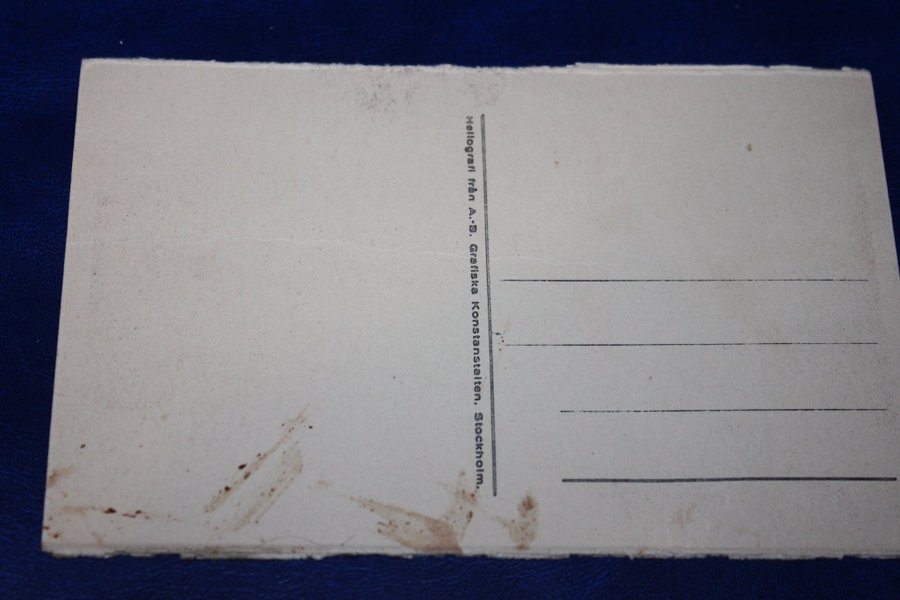 Heliografi från A.-B. Grafiska Konstanstalten, Stockholm.